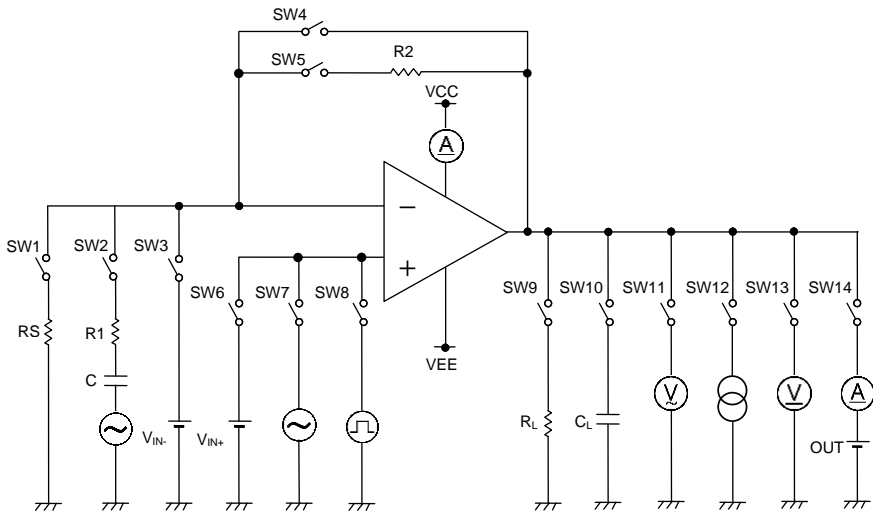 SW4
SW5
R2
VCC
A
−
+
SW1
SW2
SW3
SW6
SW7
SW8
SW9
SW10
SW11
SW12
SW13
SW14
RS
R1
C
VEE
V
V
A
VIN-
VIN+
RL
CL
OUT